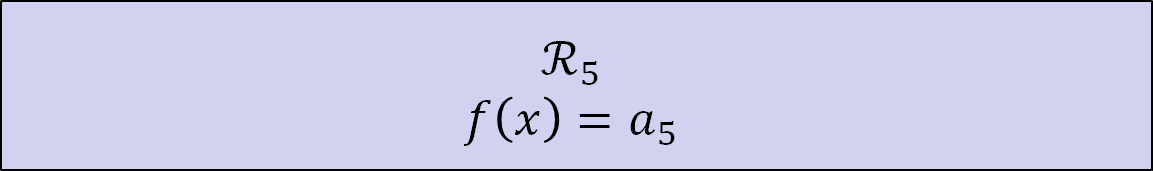 ℛ₅
f(x) = a₅